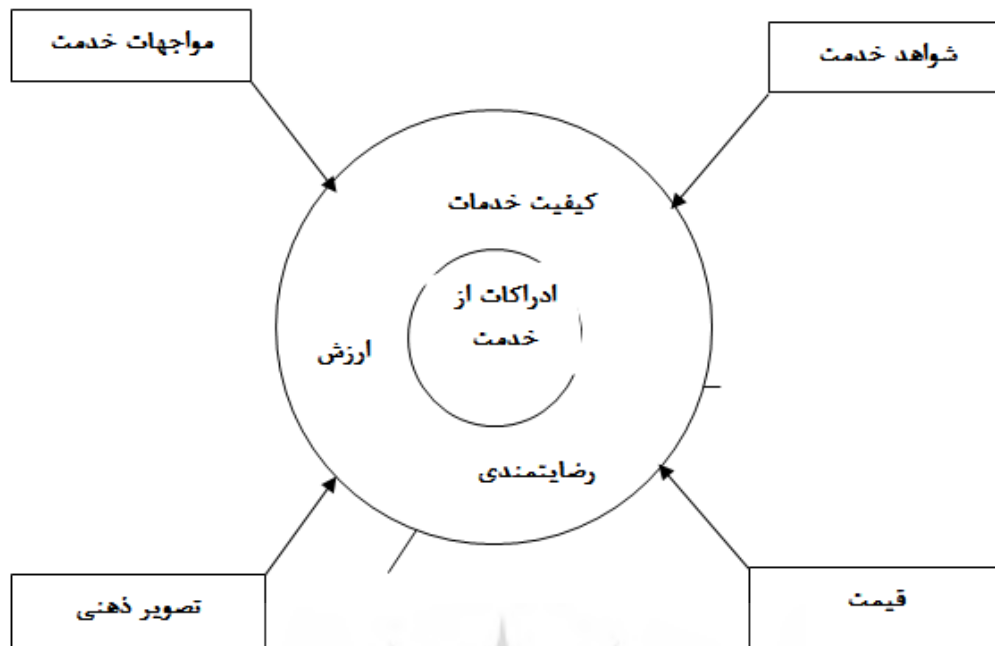 شواهد خدمت
مواجهات خدمت
کیفیت خدمات
ادراکات از
خدمت
ارزش
رضایتمندی
قیمت
تصویر ذهنی